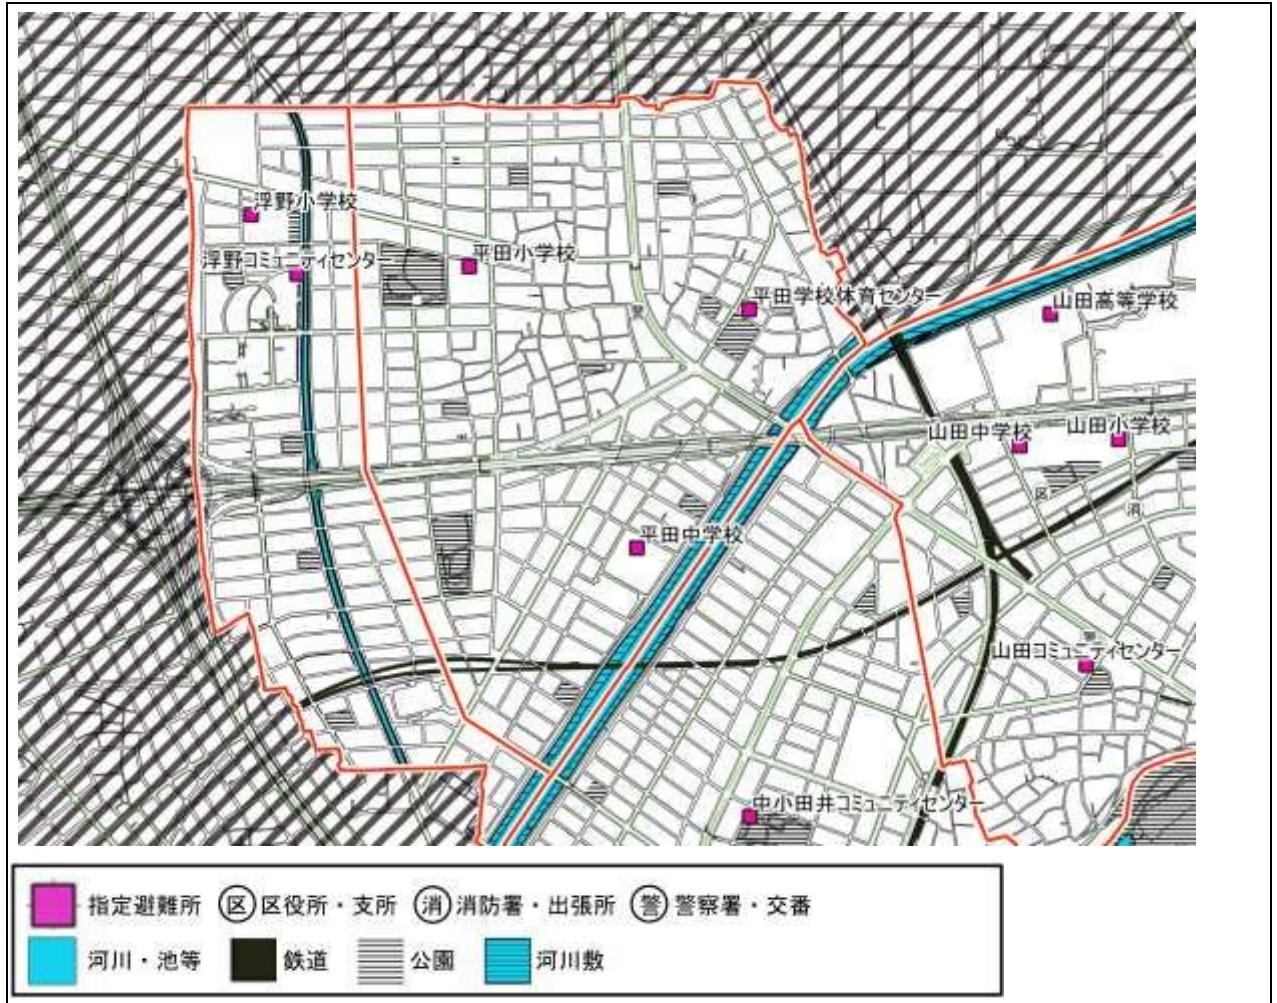 浮野小学校
平田小学校
浮野コミュニティセンター
平田学校体育センター
山田高等学校
警
山田小学校
山田中学校
区
消
平田中学校
警
山田コミュニティセンター
中小田井コミュニティセンター
指定避難所 区 区役所・支所 消 消防署・出張所 警 警察署・交番
河川・池等 鉄道 公園 河川敷